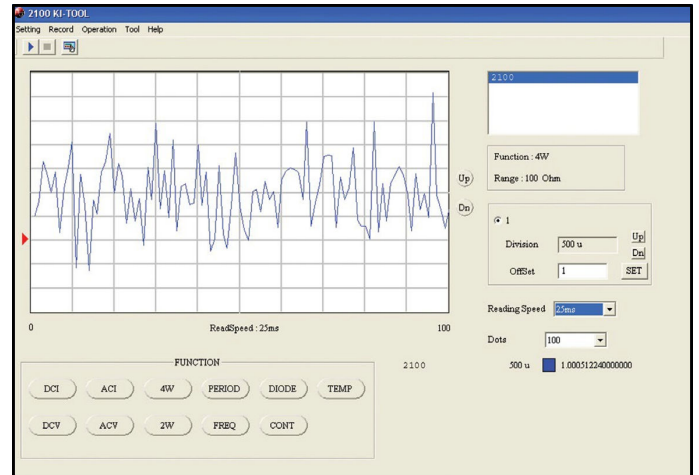 2100 KI-TOOL
Setting Record Operation Tool Help
2100
Function : 4W
Range : 100 Ohm
Up
Dn
1
Division 500 u Up
Dn
OffSet 1 SET
Reading Speed 25ms
0 ReadSpeed : 25ms 100
Dots 100
2100
500 u 1.000512240000000
FUNCTION
DCI ACI 4W PERIOD DIODE TEMP
DCV ACV 2W FREQ CONT